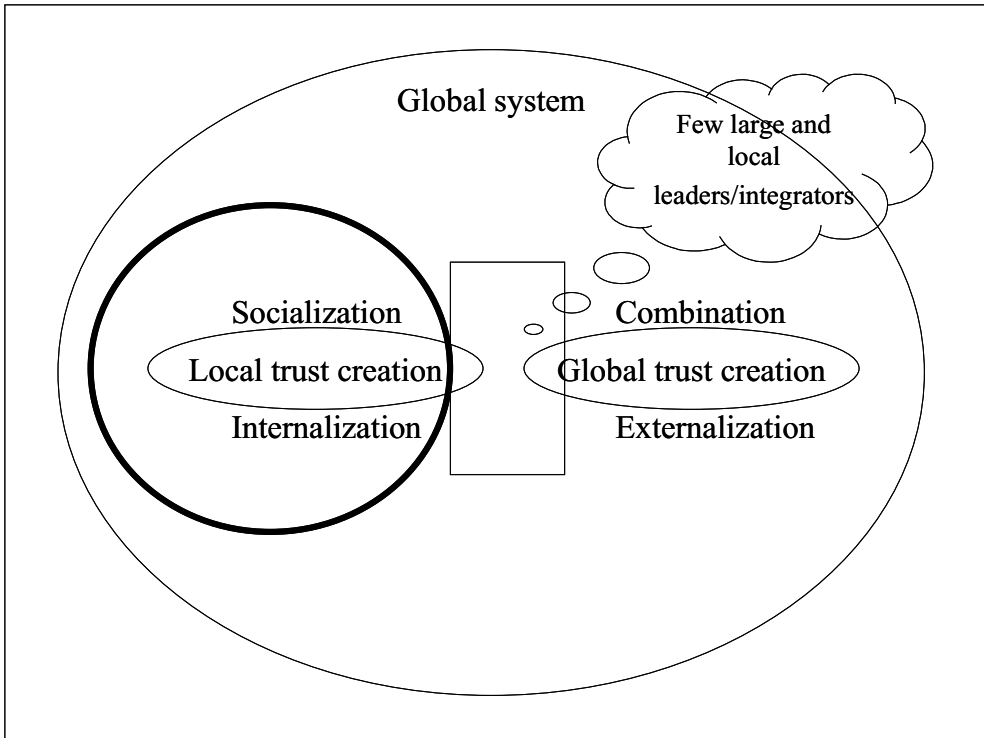 Global system
Few large and
local
leaders/integrators
Socialization
Local trust creation
Internalization
Combination
Global trust creation
Externalization